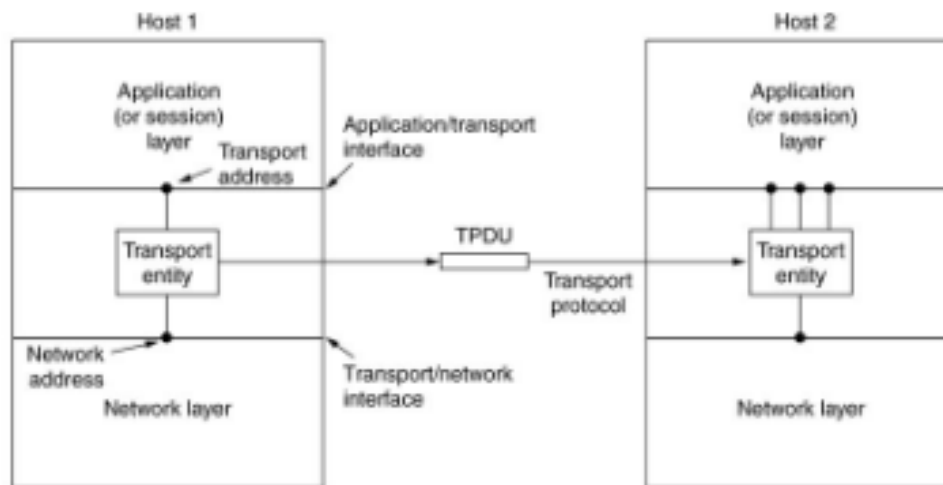 Host 1
Host 2
Application
(or session)
layer
Transport
address
Application/transport
interface
Application
(or session)
layer
Transport
entity
TPDU
Transport
protocol
Transport
entity
Network
address
Transport/network
interface
Network layer
Network layer